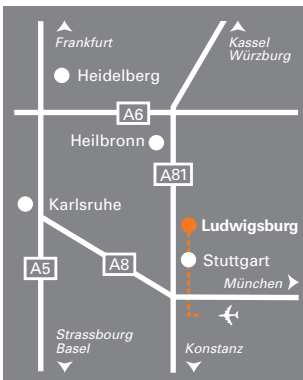 Frankfurt
Kassel
Würzburg
Heidelberg
A6
Heilbronn
A81
Karlsruhe
Ludwigsburg
A5
A8
Stuttgart
München
Strassbourg
Basel
Konstanz